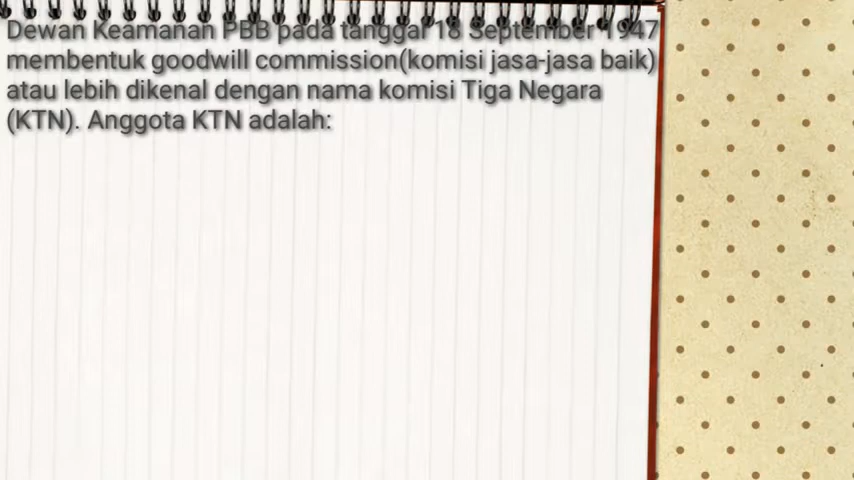 Dewan Keamanan PBB pada tanggal 18 September 1947
membentuk goodwill commission(komisi jasa-jasa baik)
atau lebih dikenal dengan nama komisi Tiga Negara
(KTN). Anggota KTN adalah: